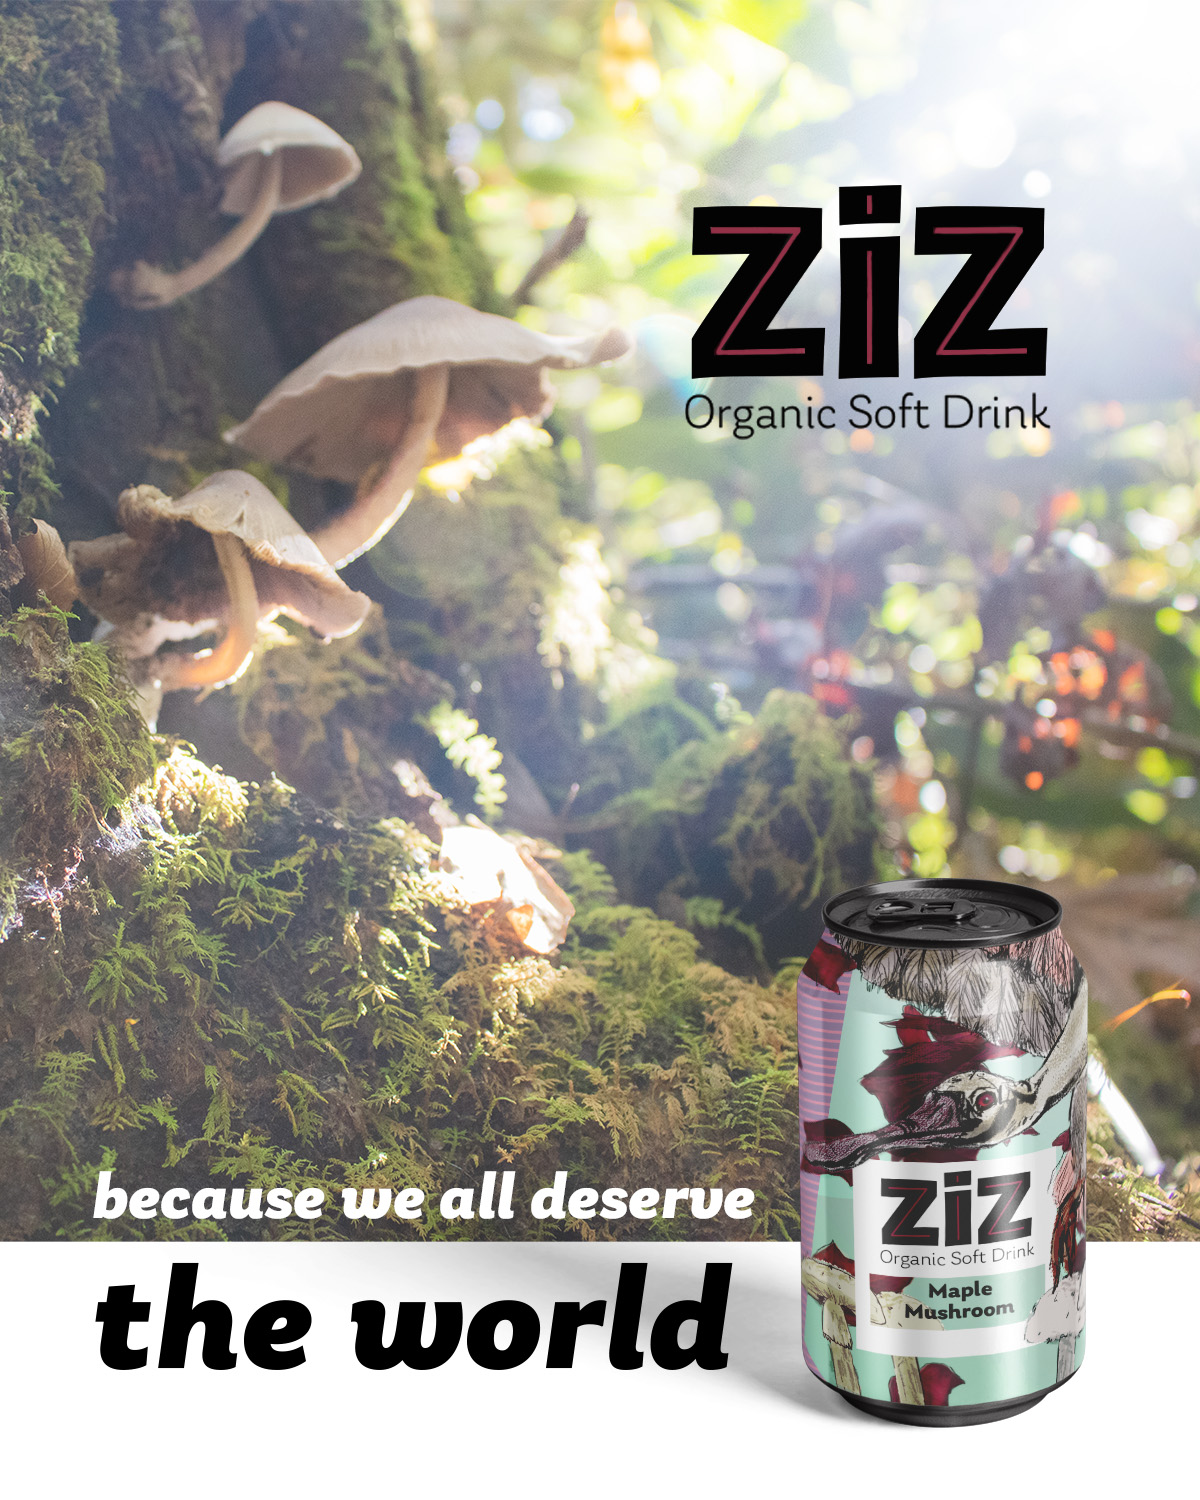 ziz
Organic Soft Drink
because we all deserve
the world
ziz
Organic Soft Drink
Maple
Mushroom